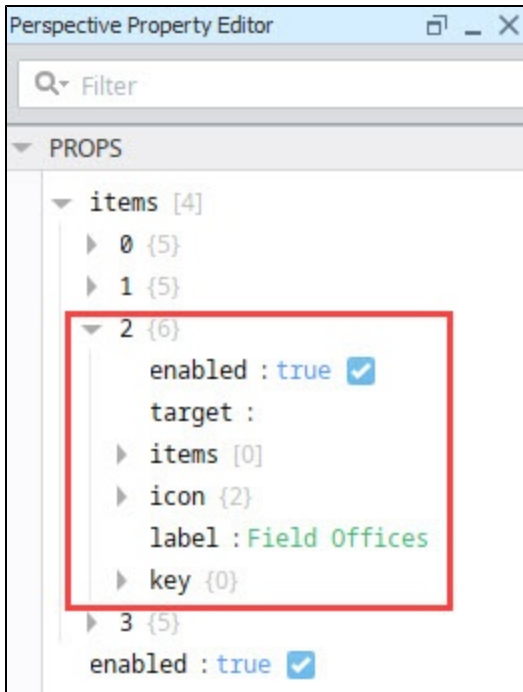 Perspective Property Editor
Filter
PROPS
items [4]
0 {5}
1 {5}
2 {6}
enabled : true
target :
items [0]
icon {2}
label : Field Offices
key {0}
3 {5}
enabled : true